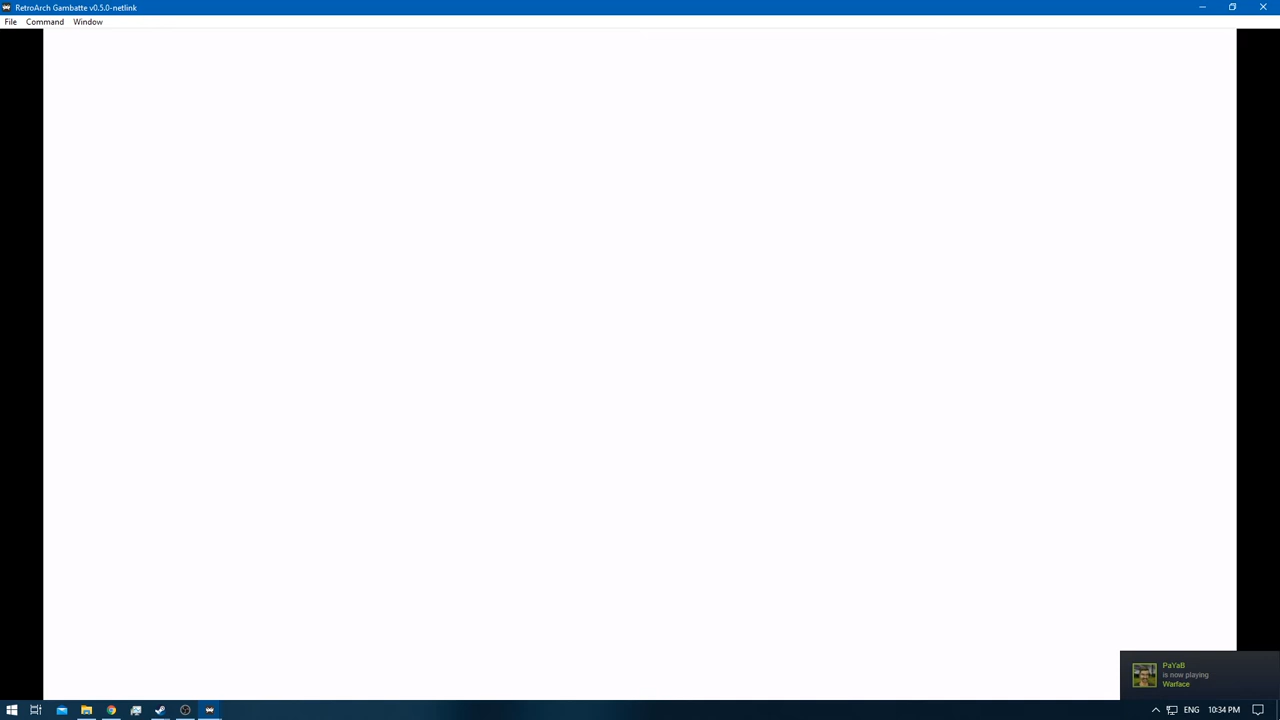 RetroArch Gambatte v0.5.0-netlink
File Command Window
PaYaB
is now playing
Warface
ENG 10:34 PM